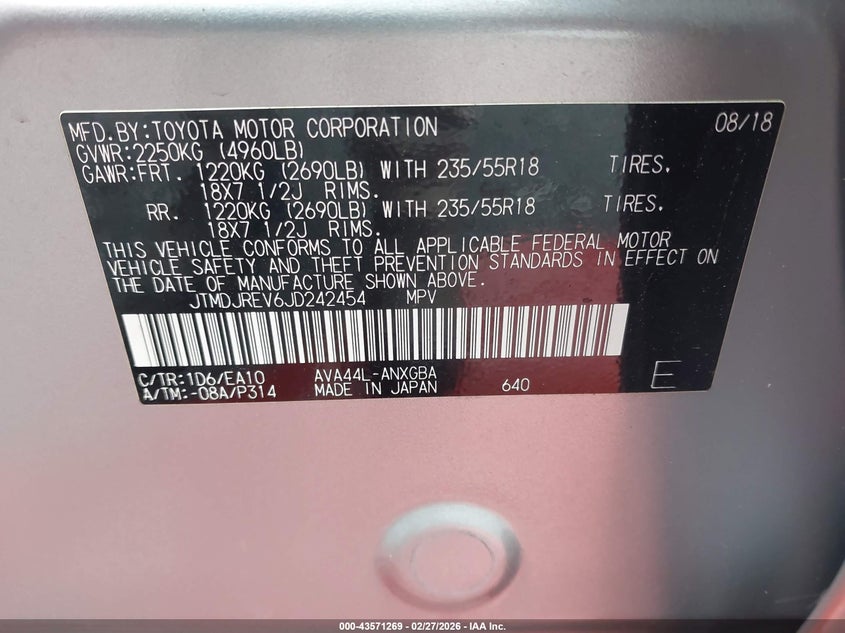 MFD.BY:TOYOTA MOTOR CORPORATION 08/18
GVWR:2250KG (4960LB)
GAWR:FRT. 1220KG (2690LB) WITH 235/55R18 TIRES.
18X7 1/2J RIMS.
RR. 1220KG (2690LB) WITH 235/55R18 TIRES.
18X7 1/2J RIMS.
THIS VEHICLE CONFORMS TO ALL APPLICABLE FEDERAL MOTOR
VEHICLE SAFETY AND THEFT PREVENTION STANDARDS IN EFFECT ON
THE DATE OF MANUFACTURE SHOWN ABOVE.
JTMDJREV6JD242454 MPV
C/TR:1D6/EA10 AVA44L-ANXGBA
A/TM:-08A/P314 MADE IN JAPAN 640 E
000-43571269 - 02/27/2026 - IAA Inc.